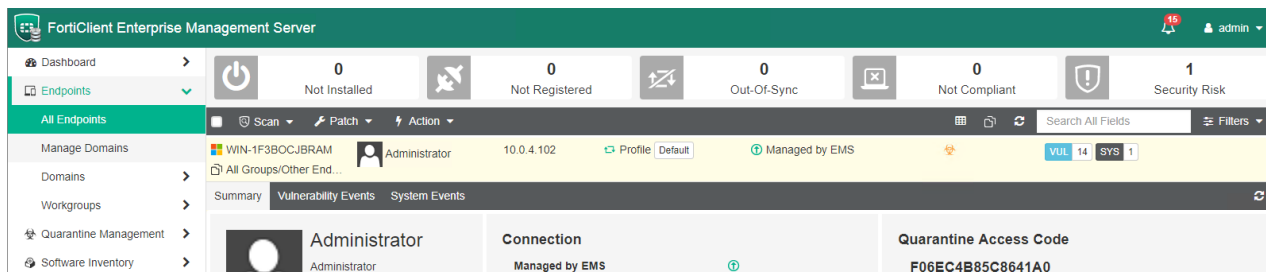 FortiClient Enterprise Management Server 15 admin
Dashboard
Endpoints
All Endpoints
Manage Domains
Domains
Workgroups
Quarantine Management
Software Inventory
0 0 0 0 1
Not Installed Not Registered Out-Of-Sync Not Compliant Security Risk
Scan Patch Action Search All Fields Filters
WIN-1F3BOCJBRAM Administrator 10.0.4.102 Profile Default Managed by EMS VUL 14 SYS 1
All Groups/Other End...
Summary Vulnerability Events System Events
Administrator Connection Quarantine Access Code
Administrator Managed by EMS F06EC4B85C8641A0